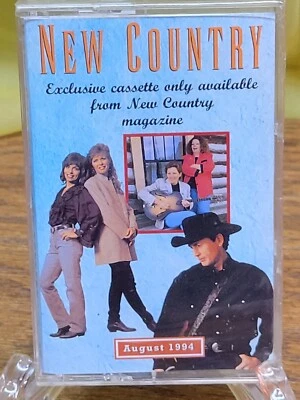 NEW COUNTRY
Exclusive cassette only available
from New Country
magazine
August 1994